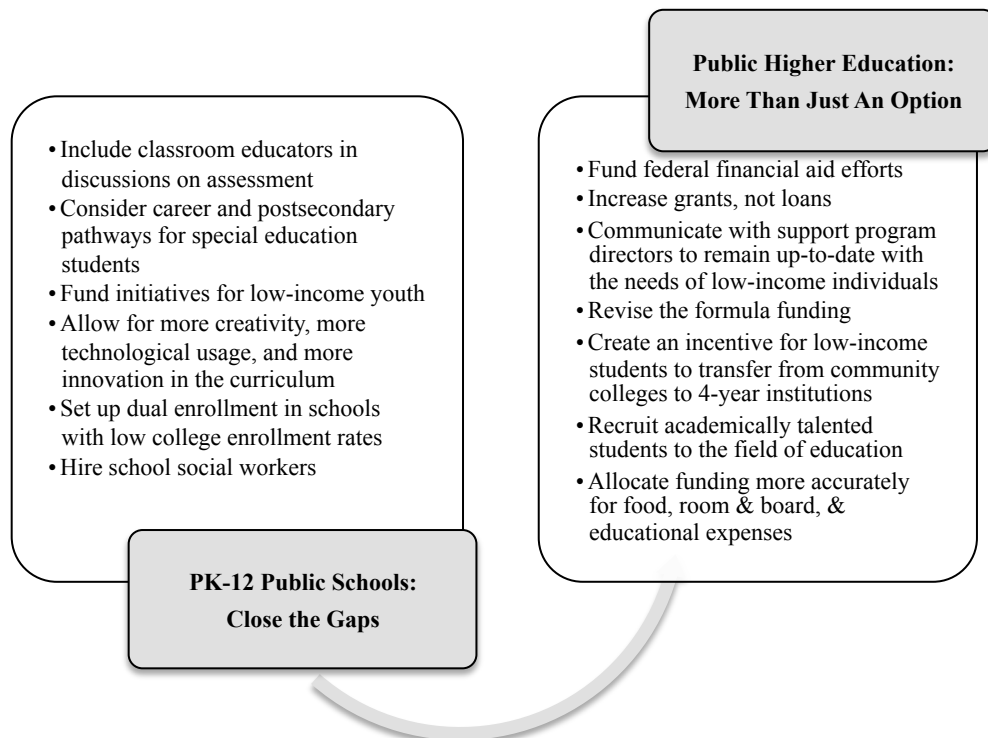 • Include classroom educators in
discussions on assessment
• Consider career and postsecondary
pathways for special education
students
• Fund initiatives for low-income youth
• Allow for more creativity, more
technological usage, and more
innovation in the curriculum
• Set up dual enrollment in schools
with low college enrollment rates
• Hire school social workers
PK-12 Public Schools:
Close the Gaps
Public Higher Education:
More Than Just An Option
• Fund federal financial aid efforts
• Increase grants, not loans
• Communicate with support program
directors to remain up-to-date with
the needs of low-income individuals
• Revise the formula funding
• Create an incentive for low-income
students to transfer from community
colleges to 4-year institutions
• Recruit academically talented
students to the field of education
• Allocate funding more accurately
for food, room & board, &
educational expenses